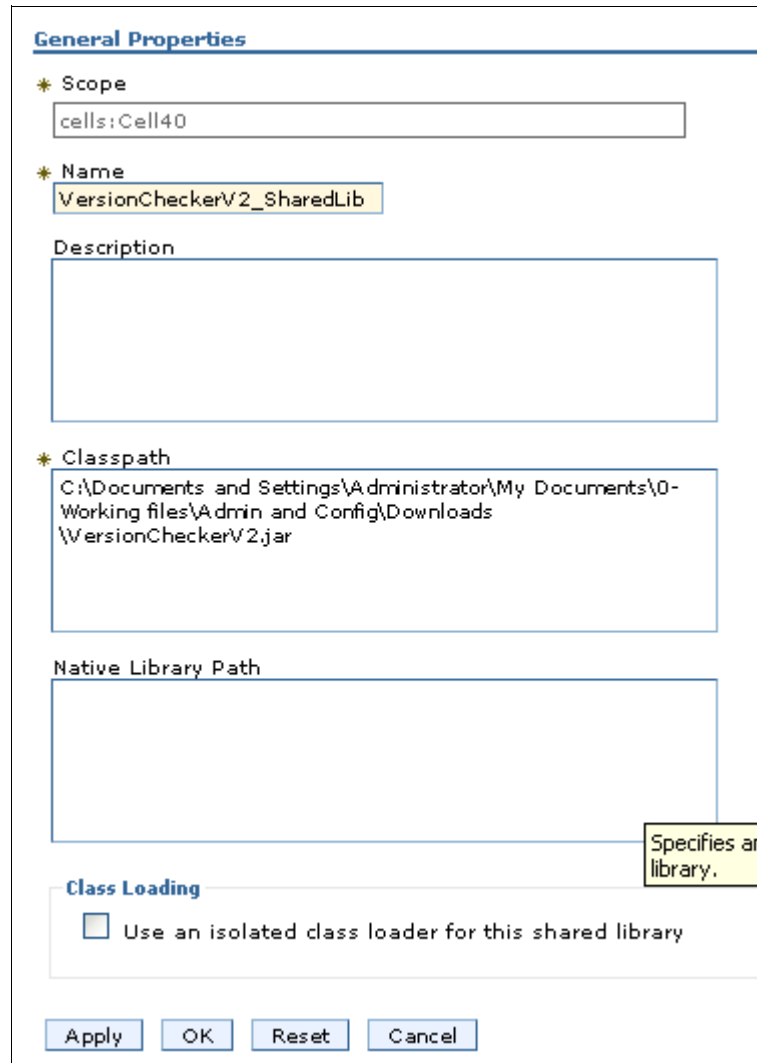 General Properties
* Scope
cells:Cell40
* Name
VersionCheckerV2_SharedLib
Description
* Classpath
C:\Documents and Settings\Administrator\My Documents\0-
Working files\Admin and Config\Downloads
\VersionCheckerV2.jar
Native Library Path
Specifies an
library.
Class Loading
Use an isolated class loader for this shared library
Apply OK Reset Cancel